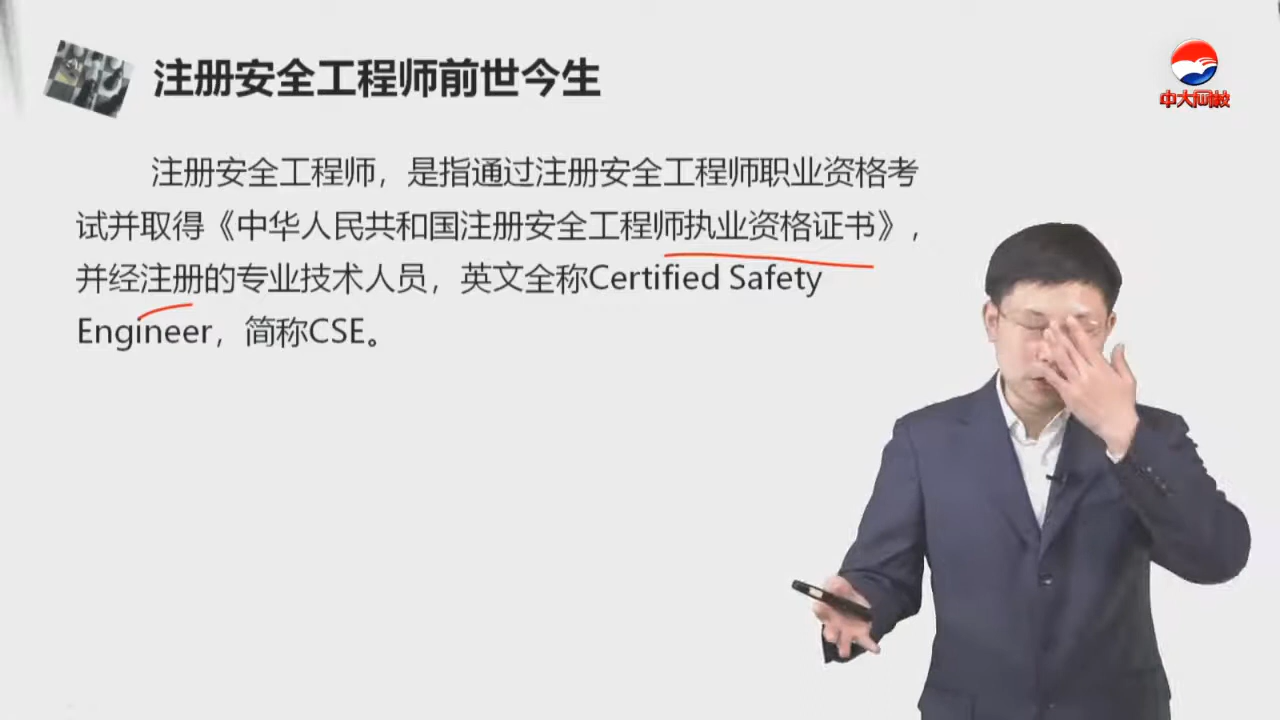 注册安全工程师前世今生
中大网校
注册安全工程师，是指通过注册安全工程师职业资格考
试并取得《中华人民共和国注册安全工程师执业资格证书》，
并经注册的专业技术人员，英文全称Certified Safety
Engineer，简称CSE。